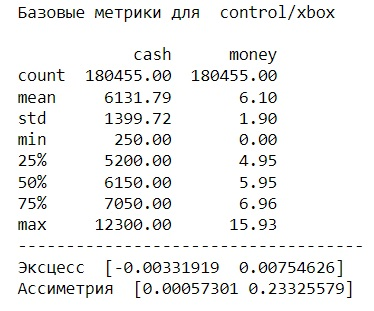 Базовые метрики для  control/xbox
            cash      money
count  180455.00  180455.00
mean     6131.79       6.10
std      1399.72       1.90
min       250.00       0.00
25%      5200.00       4.95
50%      6150.00       5.95
75%      7050.00       6.96
max     12300.00      15.93
-----------------------------------
Эксцесс  [-0.00331919  0.00754626]
Ассиметрия  [0.00057301 0.23325579]